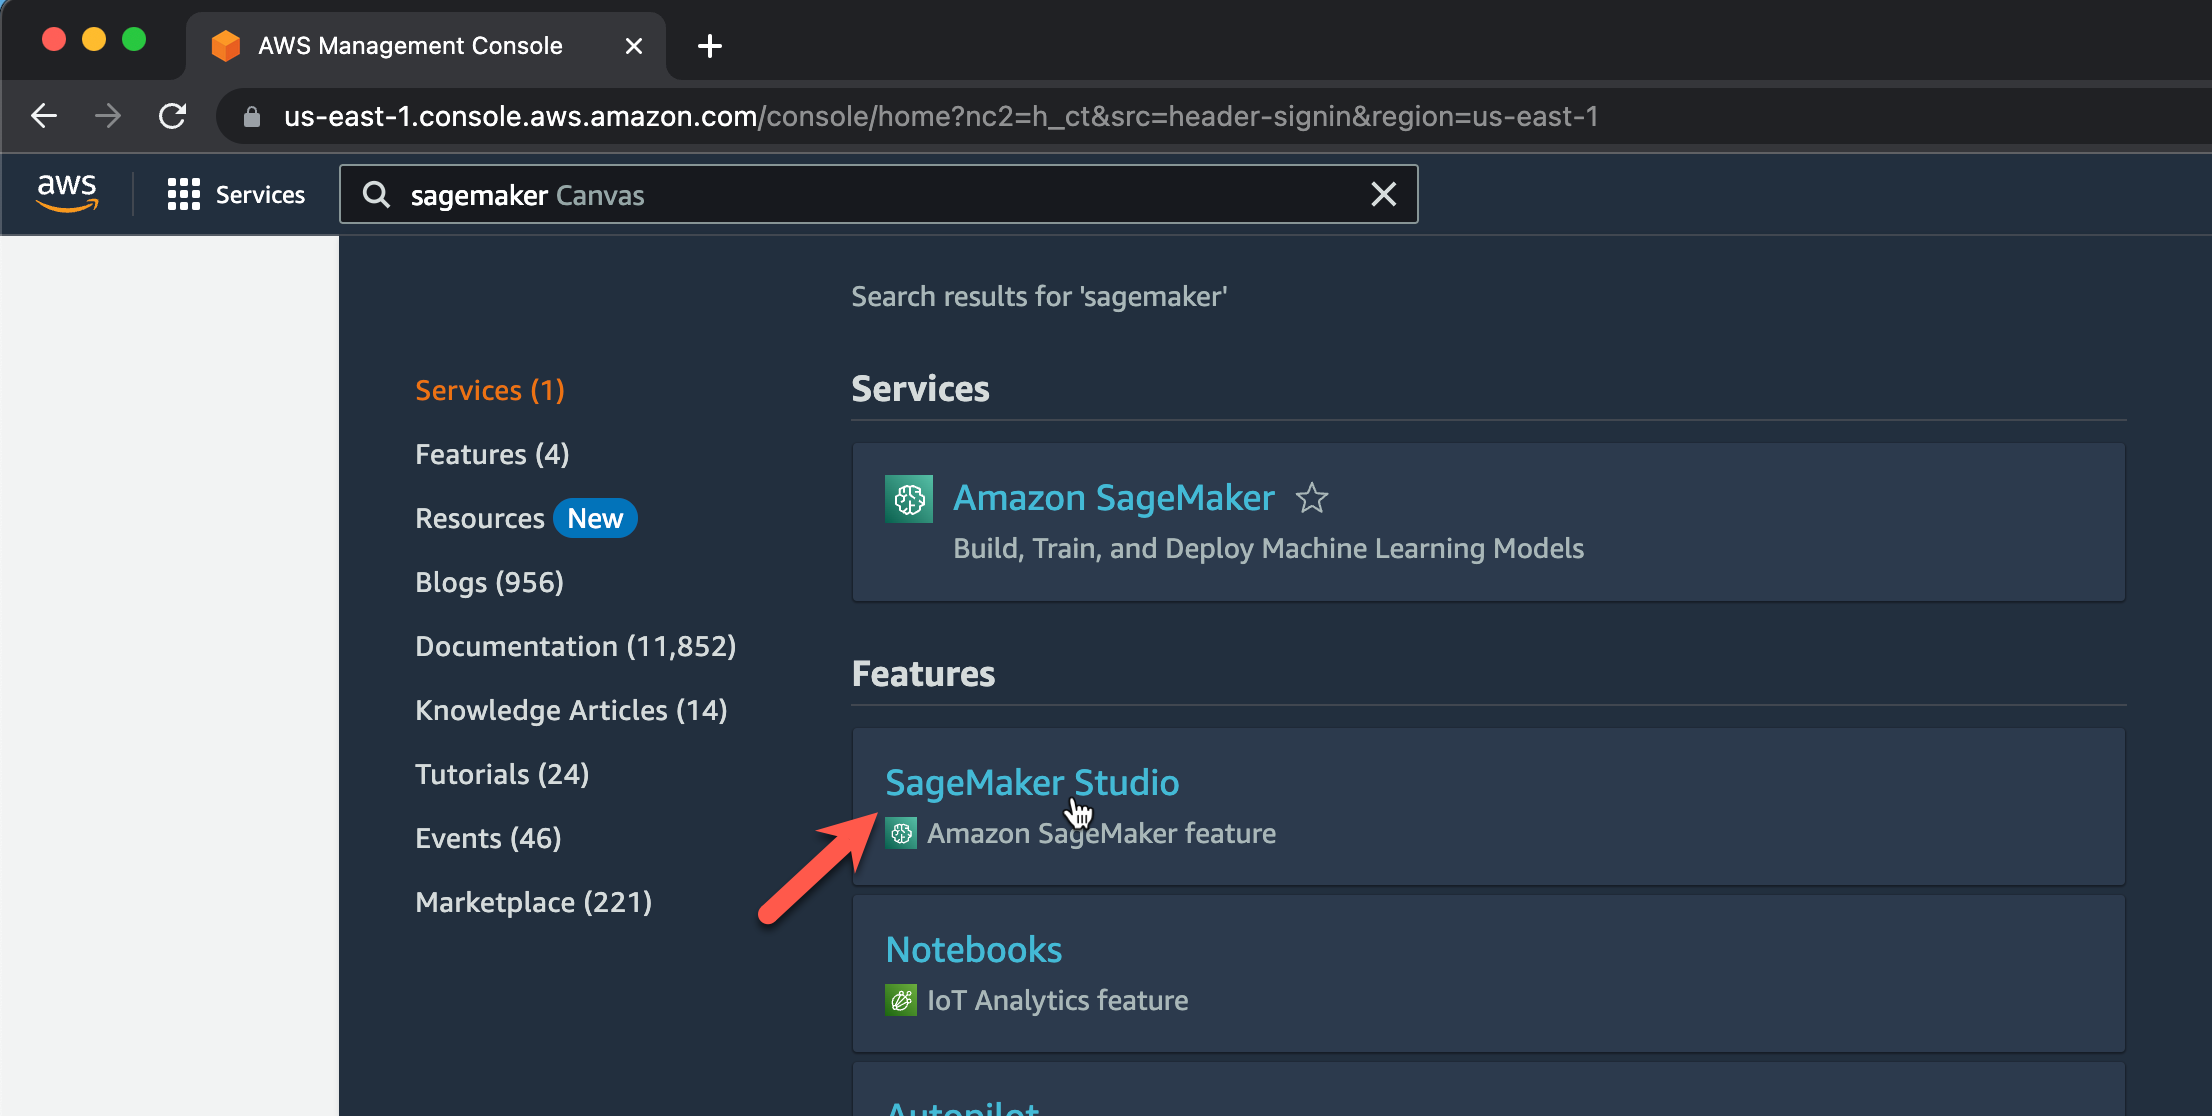 AWS Management Console
us-east-1.console.aws.amazon.com/console/home?nc2=h_ct&src=header-signin&region=us-east-1
aws
Services
sagemaker Canvas
Search results for 'sagemaker'
Services (1)
Features (4)
Resources New
Blogs (956)
Documentation (11,852)
Knowledge Articles (14)
Tutorials (24)
Events (46)
Marketplace (221)
Services
Amazon SageMaker
Build, Train, and Deploy Machine Learning Models
Features
SageMaker Studio
Amazon SageMaker feature
Notebooks
IoT Analytics feature
Autopilot